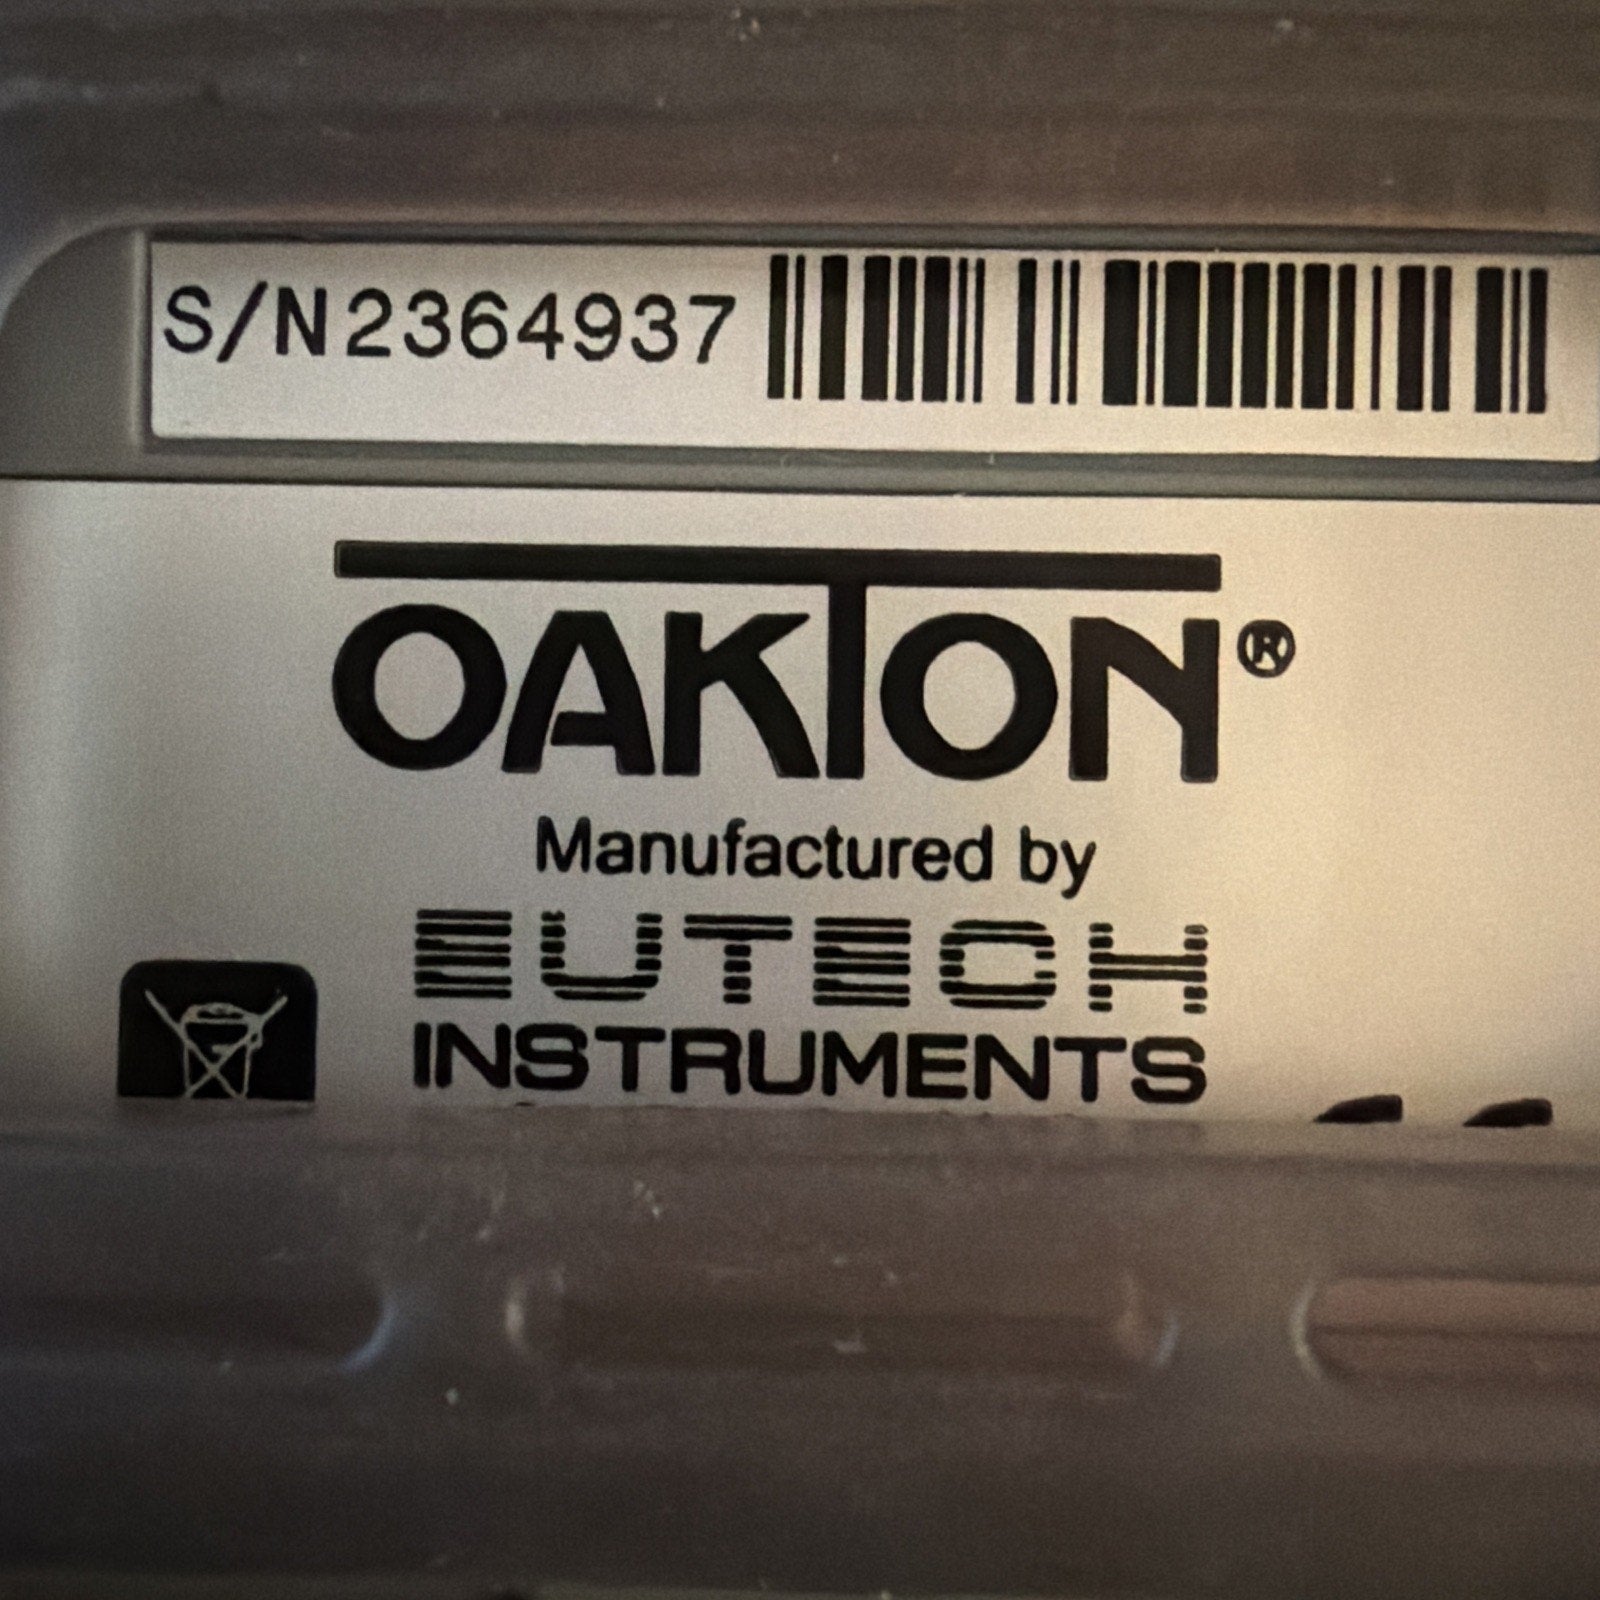 S/N2364937
OAKTON®
Manufactured by
EUTECH
INSTRUMENTS